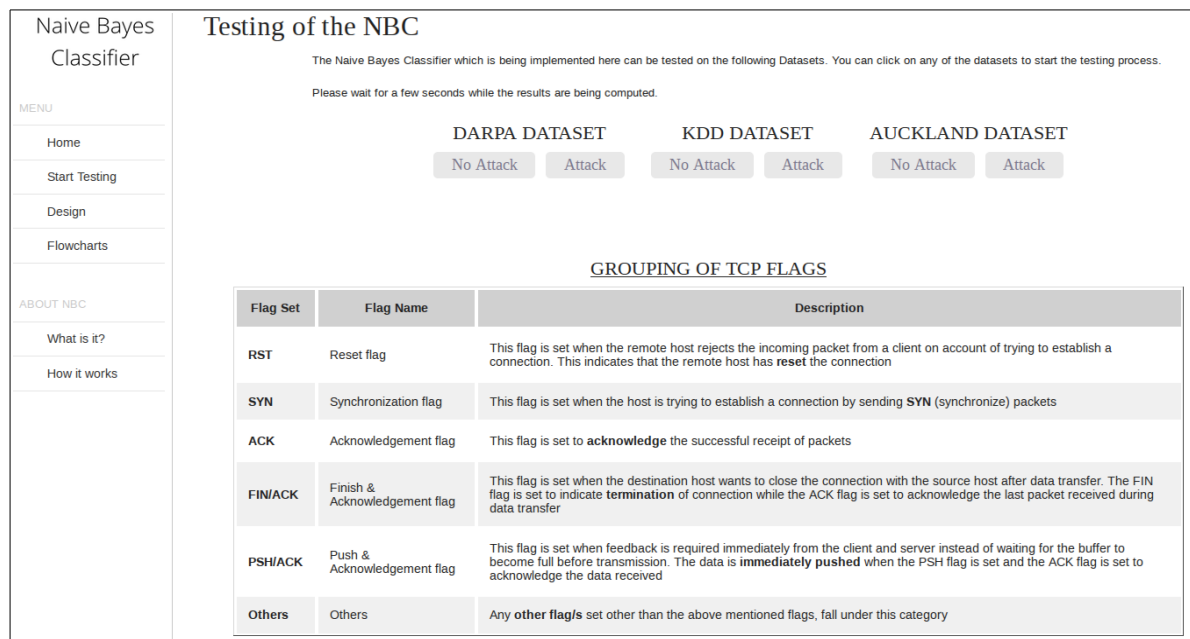 Naive Bayes
Classifier
MENU
Home
Start Testing
Design
Flowcharts
ABOUT NBC
What is it?
How it works
Testing of the NBC
The Naive Bayes Classifier which is being implemented here can be tested on the following Datasets. You can click on any of the datasets to start the testing process.
Please wait for a few seconds while the results are being computed.
DARPA DATASET KDD DATASET AUCKLAND DATASET
No Attack Attack No Attack Attack No Attack Attack
GROUPING OF TCP FLAGS
Flag Set Flag Name Description
RST Reset flag
This flag is set when the remote host rejects the incoming packet from a client on account of trying to establish a
connection. This indicates that the remote host has reset the connection
SYN Synchronization flag This flag is set when the host is trying to establish a connection by sending SYN (synchronize) packets
ACK Acknowledgement flag This flag is set to acknowledge the successful receipt of packets
FIN/ACK
Finish &
Acknowledgement flag
This flag is set when the destination host wants to close the connection with the source host after data transfer. The FIN
flag is set to indicate termination of connection while the ACK flag is set to acknowledge the last packet received during
data transfer
PSH/ACK
Push &
Acknowledgement flag
This flag is set when feedback is required immediately from the client and server instead of waiting for the buffer to
become full before transmission. The data is immediately pushed when the PSH flag is set and the ACK flag is set to
acknowledge the data received
Others Others Any other flag/s set other than the above mentioned flags, fall under this category